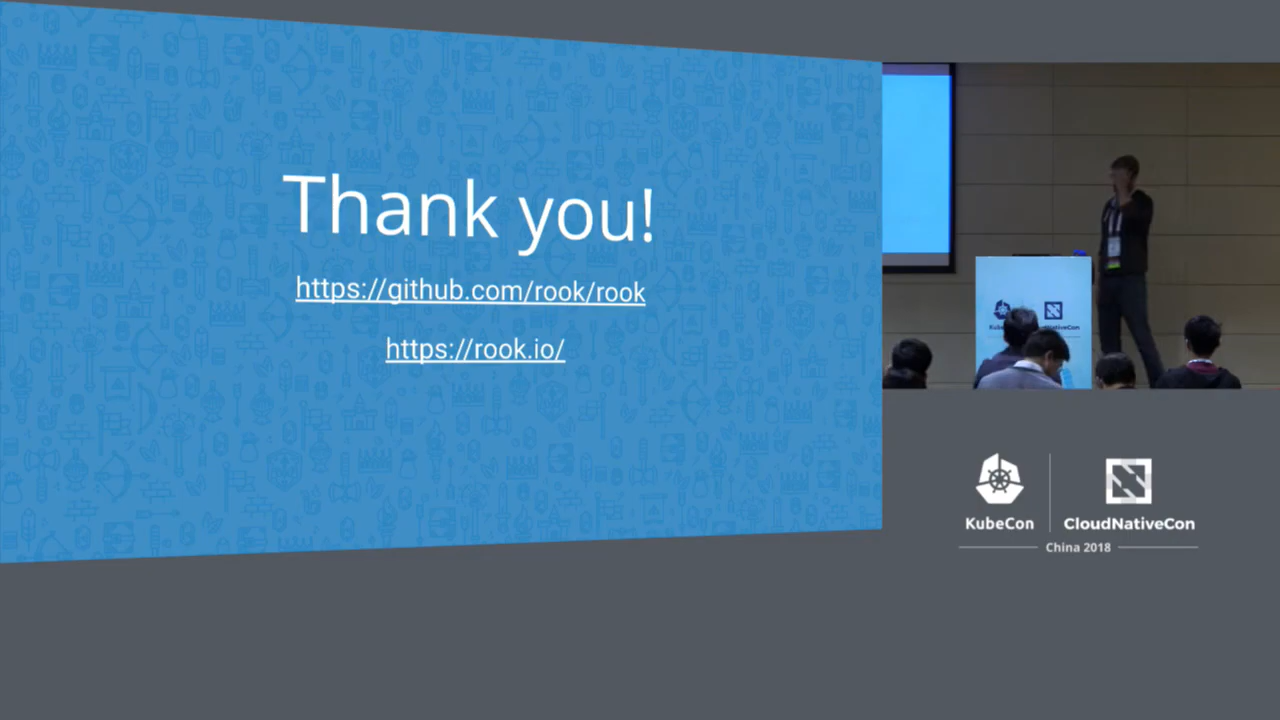 Thank you!
https://github.com/rook/rook
https://rook.io/
KubeCon
CloudNativeCon
China 2018